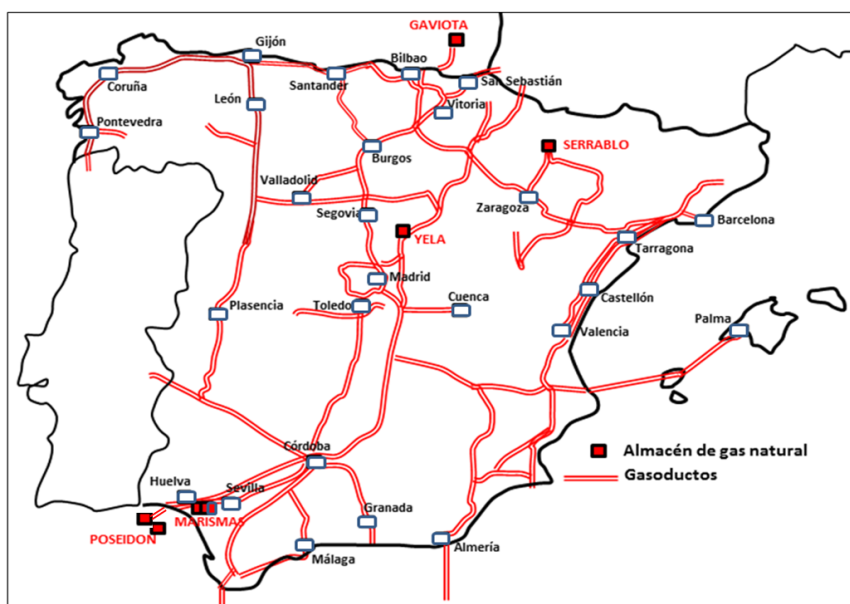 GAVIOTA
Gijón
Bilbao
Coruña
Santander
San Sebastián
León
Vitoria
Pontevedra
SERRABLO
Burgos
Valladolid
Zaragoza
Segovia
Barcelona
YELA
Tarragona
Madrid
Castellón
Plasencia
Toledo
Cuenca
Palma
Valencia
Córdoba
Almacén de gas natural
Gasoductos
Huelva
Sevilla
MARISMAS
Granada
POSEIDON
Málaga
Almería